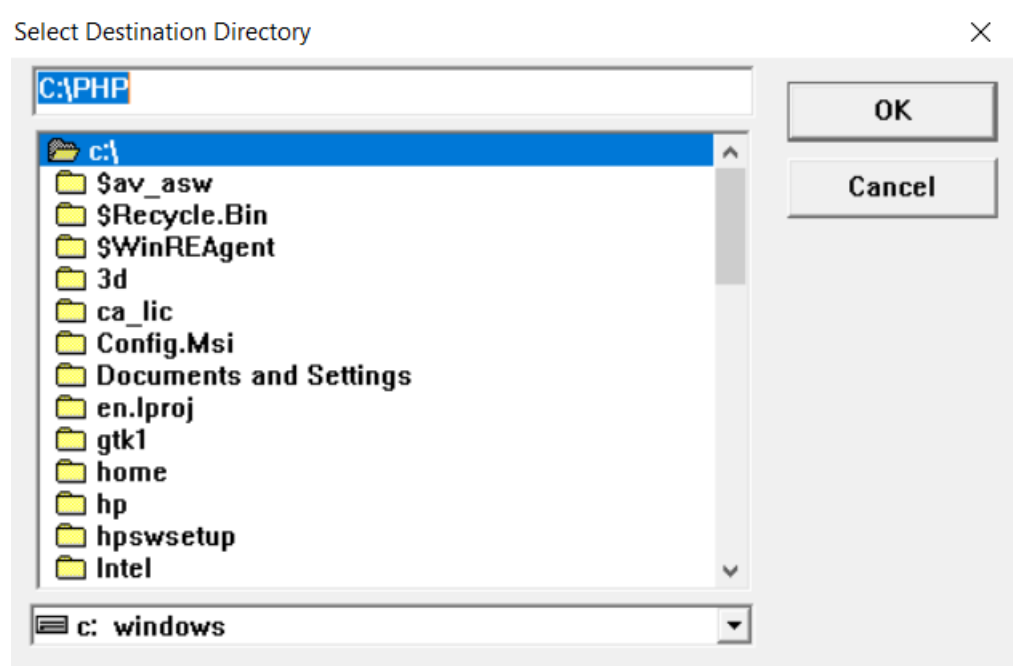 Select Destination Directory
C:\PHP
OK
Cancel
c:\
$av_asw
$Recycle.Bin
$WinREAgent
3d
ca_lic
Config.Msi
Documents and Settings
en.lproj
gtk1
home
hp
hpswsetup
Intel
c: windows